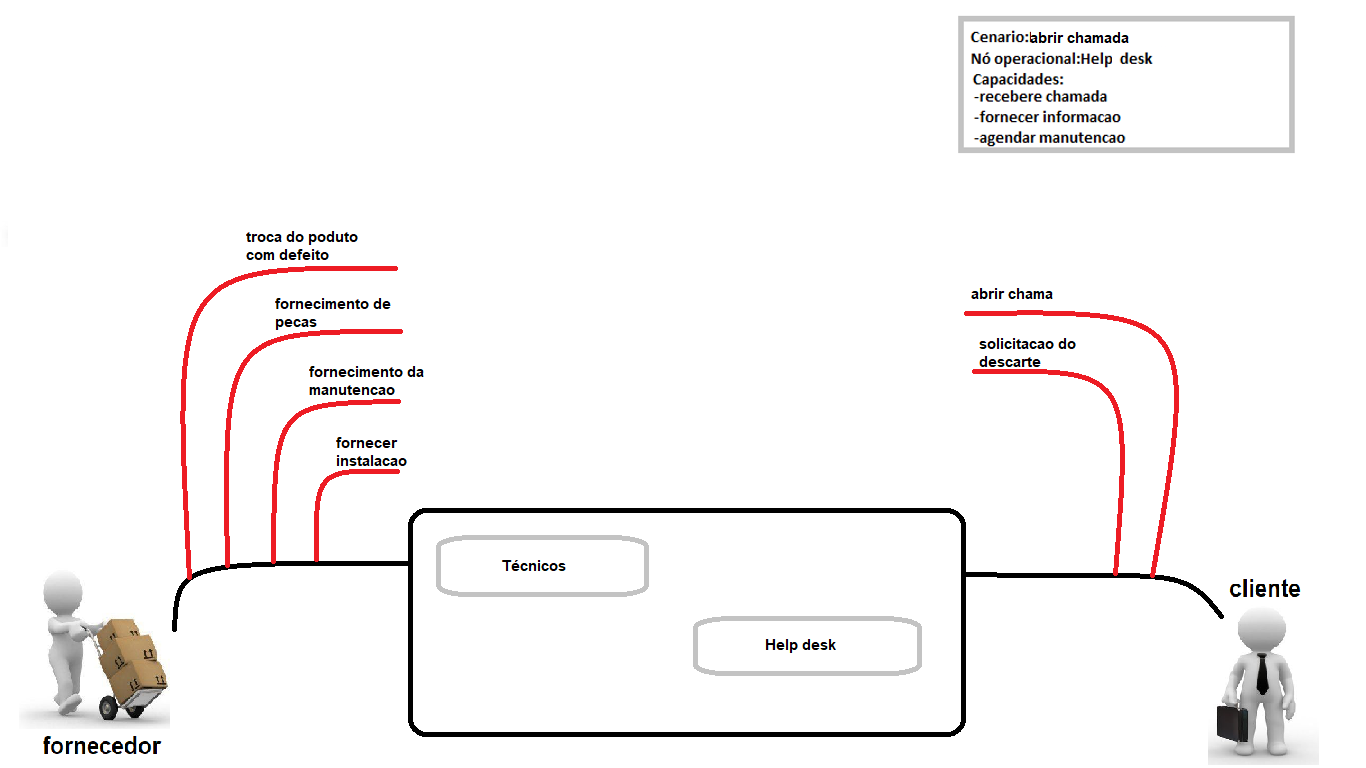 Cenario:abrir chamada
Nó operacional:Help desk
Capacidades:
-recebere chamada
-fornecer informacao
-agendar manutencao
troca do poduto
com defeito
fornecimento de
pecas
fornecimento da
manutencao
fornecer
instalacao
abrir chama
solicitacao do
descarte
Técnicos
Help desk
cliente
fornecedor